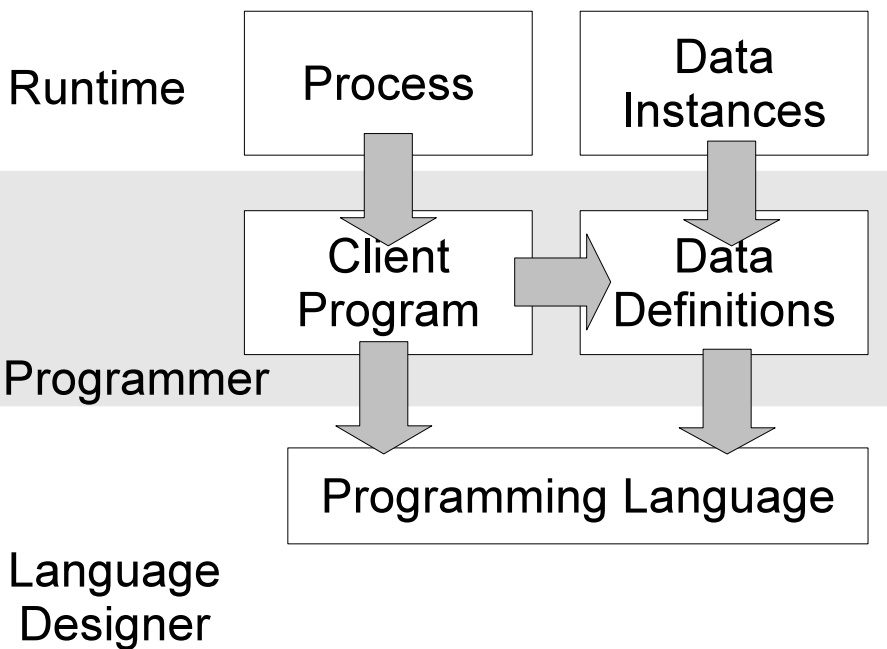 Runtime
Process
Data
Instances
Client
Program
Data
Definitions
Programmer
Programming Language
Language
Designer